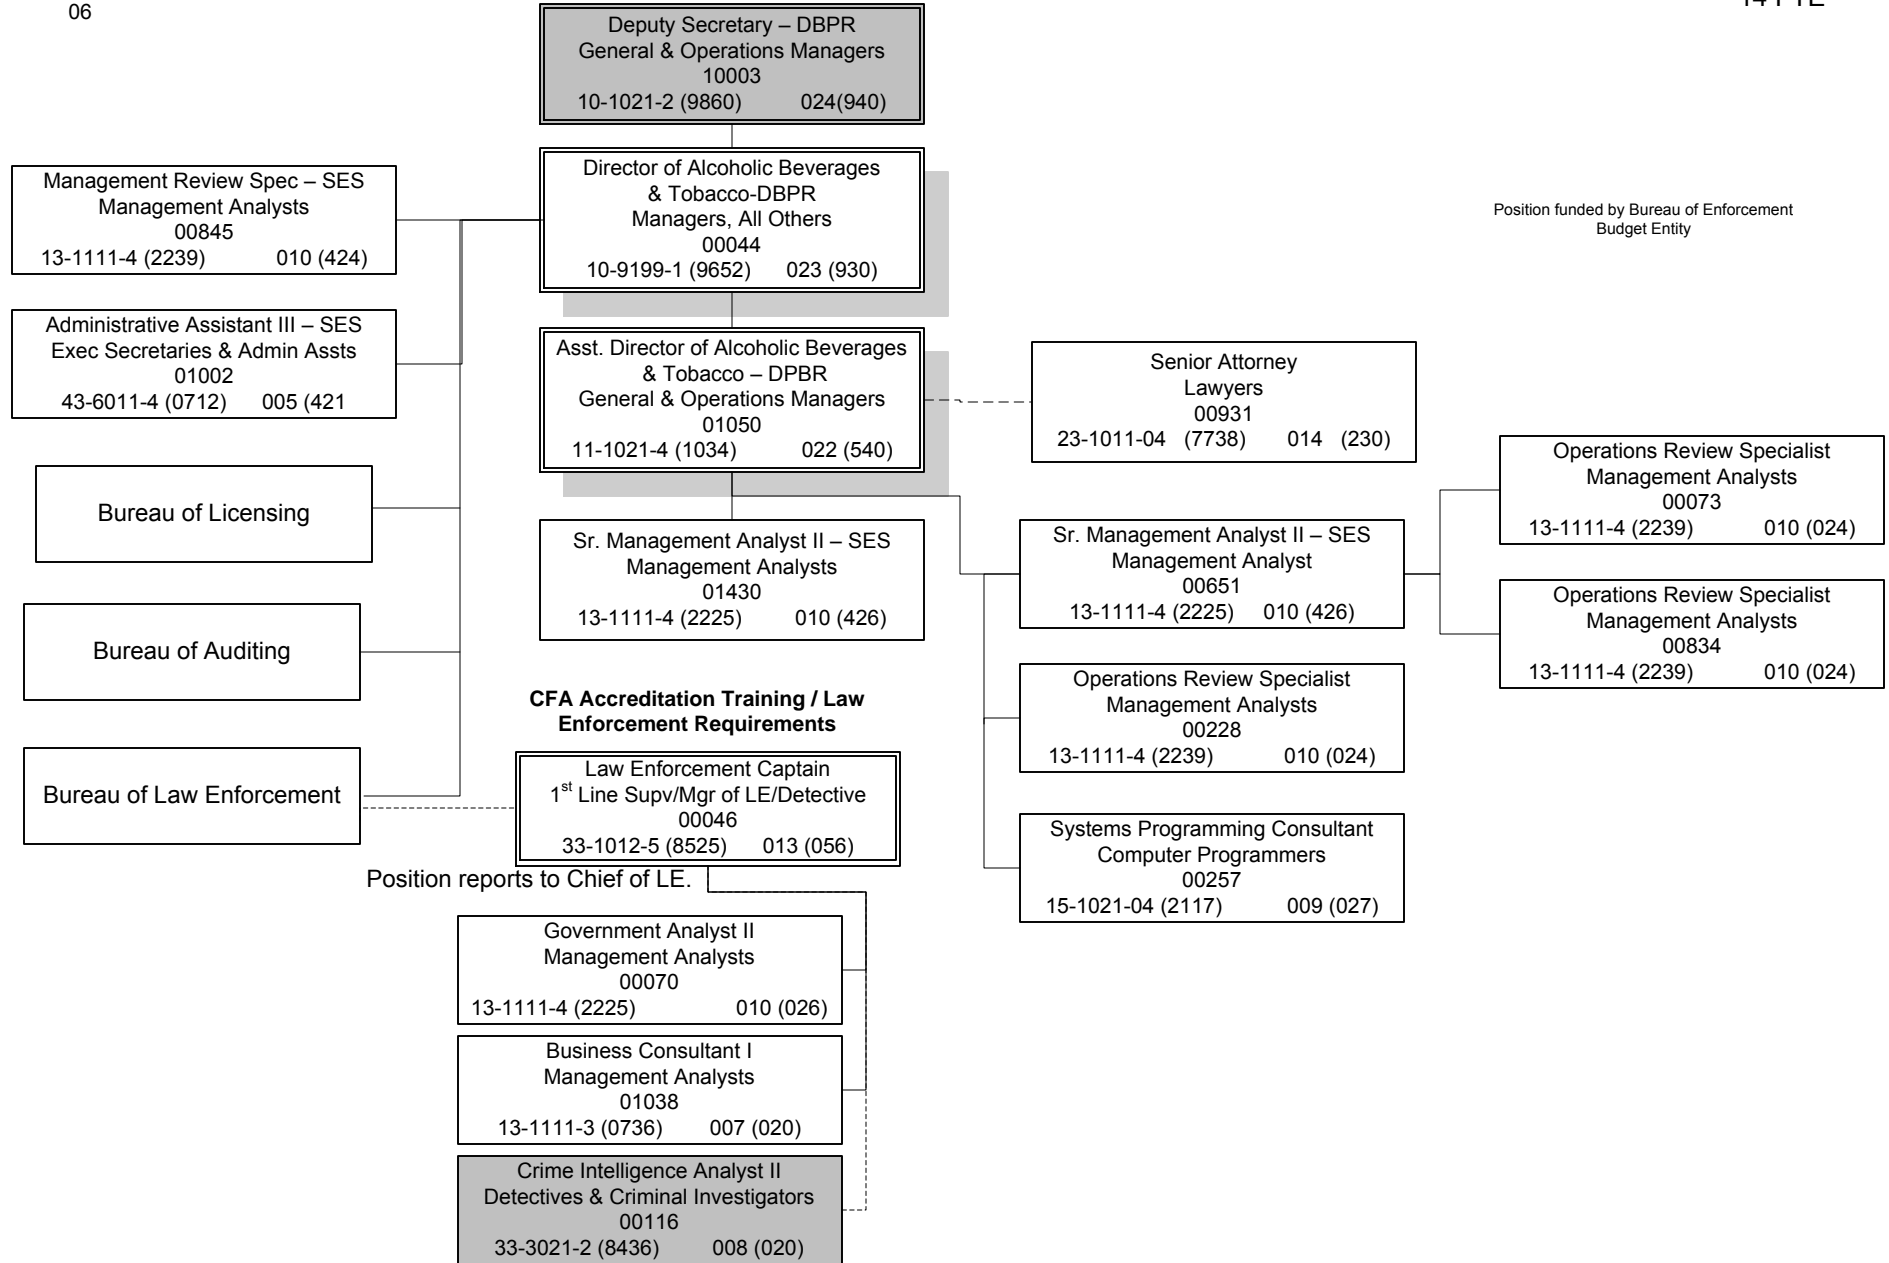 06
Deputy Secretary – DBPR
General & Operations Managers
10003
10-1021-2 (9860) 024(940)
Management Review Spec – SES
Management Analysts
00845
13-1111-4 (2239) 010 (424)
Director of Alcoholic Beverages
& Tobacco-DBPR
Managers, All Others
00044
10-9199-1 (9652) 023 (930)
Position funded by Bureau of Enforcement
Budget Entity
Administrative Assistant III – SES
Exec Secretaries & Admin Assts
01002
43-6011-4 (0712) 005 (421
Asst. Director of Alcoholic Beverages
& Tobacco – DPBR
General & Operations Managers
01050
11-1021-4 (1034) 022 (540)
Senior Attorney
Lawyers
00931
23-1011-04 (7738) 014 (230)
Operations Review Specialist
Management Analysts
00073
13-1111-4 (2239) 010 (024)
Bureau of Licensing
Sr. Management Analyst II – SES
Management Analysts
01430
13-1111-4 (2225) 010 (426)
Sr. Management Analyst II – SES
Management Analyst
00651
13-1111-4 (2225) 010 (426)
Operations Review Specialist
Management Analysts
00834
13-1111-4 (2239) 010 (024)
Bureau of Auditing
Operations Review Specialist
Management Analysts
00228
13-1111-4 (2239) 010 (024)
CFA Accreditation Training / Law
Enforcement Requirements
Bureau of Law Enforcement
Law Enforcement Captain
1st Line Supv/Mgr of LE/Detective
00046
33-1012-5 (8525) 013 (056)
Systems Programming Consultant
Computer Programmers
00257
15-1021-04 (2117) 009 (027)
Position reports to Chief of LE.
Government Analyst II
Management Analysts
00070
13-1111-4 (2225) 010 (026)
Business Consultant I
Management Analysts
01038
13-1111-3 (0736) 007 (020)
Crime Intelligence Analyst II
Detectives & Criminal Investigators
00116
33-3021-2 (8436) 008 (020)